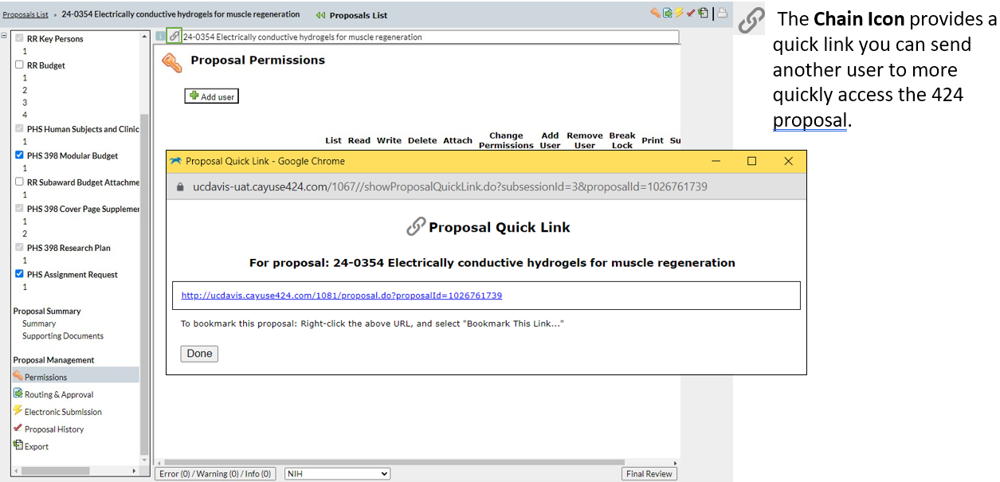 Proposals List » 24-0354 Electrically conductive hydrogels for muscle regeneration Proposals List
RR Key Persons
1
RR Budget
1
2
3
4
PHS Human Subjects and Clinic
1
PHS 398 Modular Budget
1
RR Subaward Budget Attachme
1
PHS 398 Cover Page Supplemen
1
2
PHS 398 Research Plan
1
PHS Assignment Request
1
Proposal Summary
Summary
Supporting Documents
Proposal Management
Permissions
Routing & Approval
Electronic Submission
Proposal History
Export
24-0354 Electrically conductive hydrogels for muscle regeneration
Proposal Permissions
Add user
List Read Write Delete Attach Change Permissions Add User Remove User Break Lock Print Su
Proposal Quick Link - Google Chrome
ucdavis-uat.cayuse424.com/1067//showProposalQuickLink.do?subsessionId=3&proposalId=1026761739
Proposal Quick Link
For proposal: 24-0354 Electrically conductive hydrogels for muscle regeneration
http://ucdavis.cayuse424.com/1081/proposal.do?proposalId=1026761739
To bookmark this proposal: Right-click the above URL, and select "Bookmark This Link..."
Done
Error (0) / Warning (0) / Info (0) NIH Final Review
The Chain Icon provides a
quick link you can send
another user to more
quickly access the 424
proposal.